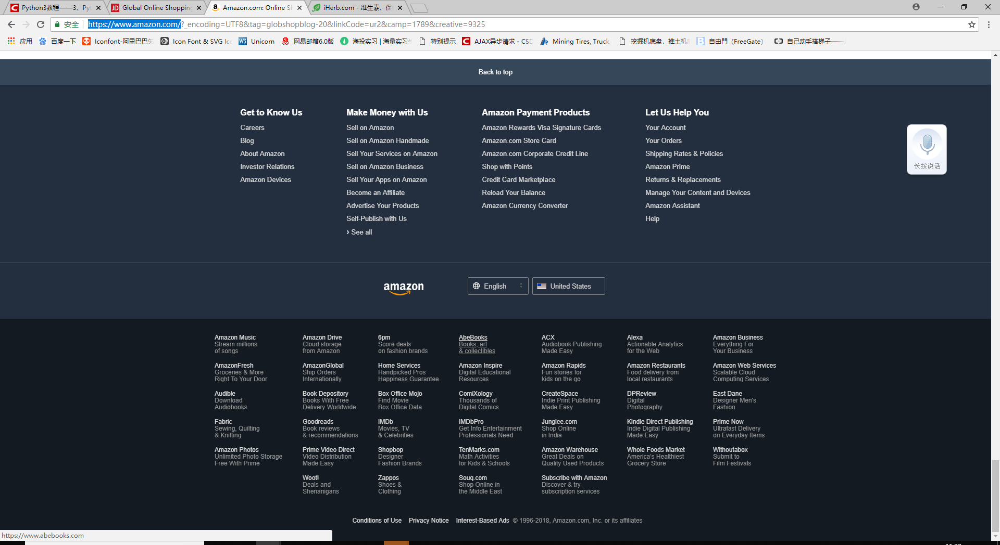 Python3教程——3、Pyt
Global Online Shopping
Amazon.com: Online Sh
iHerb.com - 维生素、保
安全
https://www.amazon.com/?_encoding=UTF8&tag=globshopblog-20&linkCode=ur2&camp=1789&creative=9325
应用
百度一下
Iconfont-阿里巴巴矢
Icon Font & SVG Ico
Unicorn
网易邮箱6.0版
海投实习 | 海量实习生
特别提示
AJAX异步请求 - CSD
Mining Tires, Truck
挖掘机底盘，推土机
自由門（FreeGate）
自己动手搭梯子——
Back to top
Get to Know Us
Careers
Blog
About Amazon
Investor Relations
Amazon Devices
Make Money with Us
Sell on Amazon
Sell on Amazon Handmade
Sell Your Services on Amazon
Sell on Amazon Business
Sell Your Apps on Amazon
Become an Affiliate
Advertise Your Products
Self-Publish with Us
› See all
Amazon Payment Products
Amazon Rewards Visa Signature Cards
Amazon.com Store Card
Amazon.com Corporate Credit Line
Shop with Points
Credit Card Marketplace
Reload Your Balance
Amazon Currency Converter
Let Us Help You
Your Account
Your Orders
Shipping Rates & Policies
Amazon Prime
Returns & Replacements
Manage Your Content and Devices
Amazon Assistant
Help
长按说话
amazon
English
United States
Amazon Music
Stream millions
of songs
Amazon Drive
Cloud storage
from Amazon
6pm
Score deals
on fashion brands
AbeBooks
Books, art
& collectibles
ACX
Audiobook Publishing
Made Easy
Alexa
Actionable Analytics
for the Web
Amazon Business
Everything For
Your Business
AmazonFresh
Groceries & More
Right To Your Door
AmazonGlobal
Ship Orders
Internationally
Home Services
Handpicked Pros
Happiness Guarantee
Amazon Inspire
Digital Educational
Resources
Amazon Rapids
Fun stories for
kids on the go
Amazon Restaurants
Food delivery from
local restaurants
Amazon Web Services
Scalable Cloud
Computing Services
Audible
Download
Audiobooks
Book Depository
Books With Free
Delivery Worldwide
Box Office Mojo
Find Movie
Box Office Data
ComiXology
Thousands of
Digital Comics
CreateSpace
Indie Print Publishing
Made Easy
DPReview
Digital
Photography
East Dane
Designer Men's
Fashion
Fabric
Sewing, Quilting
& Knitting
Goodreads
Book reviews
& recommendations
IMDb
Movies, TV
& Celebrities
IMDbPro
Get Info Entertainment
Professionals Need
Junglee.com
Shop Online
in India
Kindle Direct Publishing
Indie Digital Publishing
Made Easy
Prime Now
Ultrafast Delivery
on Everyday Items
Amazon Photos
Unlimited Photo Storage
Free With Prime
Prime Video Direct
Video Distribution
Made Easy
Shopbop
Designer
Fashion Brands
TenMarks.com
Math Activities
for Kids & Schools
Amazon Warehouse
Great Deals on
Quality Used Products
Whole Foods Market
America's Healthiest
Grocery Store
Withoutabox
Submit to
Film Festivals
Woot!
Deals and
Shenanigans
Zappos
Shoes &
Clothing
Souq.com
Shop Online in
the Middle East
Subscribe with Amazon
Discover & try
subscription services
Conditions of Use Privacy Notice Interest-Based Ads © 1996-2018, Amazon.com, Inc. or its affiliates
https://www.abebooks.com